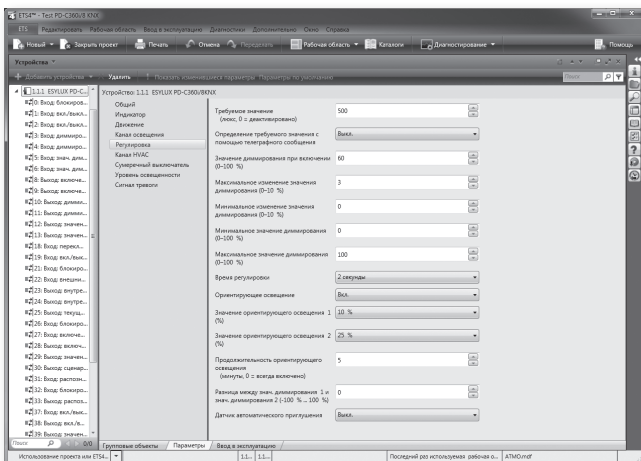 ETS4™ - Test PD-C360i/8 KNX
ETS Редактировать Рабочая область Ввод в эксплуатацию Диагностики Дополнительно Окно Справка
Новый Закрыть проект Печать Отмена Переделать Рабочая область Каталоги Диагностирование Помощь
Устройства
Добавить устройства Удалить Показать изменившиеся параметры Параметры по умолчанию Поиск
1.1.1 ESYLUX PD-C...
0: Вход: блокиров...
1: Вход: вкл./выкл...
2: Вход: вкл./выкл...
3: Вход: диммиро...
4: Вход: диммиро...
5: Вход: знач. дим...
6: Вход: знач. дим...
8: Выход: включе...
9: Выход: включе...
10: Выход: димми...
11: Выход: димми...
12: Выход: значен...
13: Выход: значен...
18: Вход: перекл...
19: Вход: вкл./вык...
21: Вход: блокиро...
22: Вход: внешни...
23: Выход: внутре...
24: Выход: внутре...
25: Выход: текущ...
26: Вход: блокиро...
27: Вход: включе...
28: Выход: включ...
29: Выход: значен...
30: Выход: сценар...
31: Вход: распозн...
32: Вход: блокиро...
33: Выход: распоз...
37: Вход: вкл./вык...
38: Выход: вкл./в...
39: Выход: значен...
Поиск 0/0
Устройство: 1.1.1 ESYLUX PD-C360i/8KNX
Общий
Индикатор
Движение
Канал освещения
Регулировка
Канал HVAC
Сумеречный выключатель
Уровень освещенности
Сигнал тревоги
Требуемое значение 500
(люкс, 0 = деактивировано)
Определение требуемого значения с Выкл.
помощью телеграфного сообщения
Значение диммирования при включении 60
(0–100 %)
Максимальное изменение значения 3
диммирования (0–10 %)
Минимальное изменение значения 0
диммирования (0–10 %)
Минимальное значение диммирования 0
(0–100 %)
Максимальное значение диммирования 100
(0–100 %)
Время регулировки 2 секунды
Ориентирующее освещение Вкл.
Значение ориентирующего освещения 1 10 %
(%)
Значение ориентирующего освещения 2 25 %
(%)
Продолжительность ориентирующего 5
освещения
(минуты, 0 = всегда включено)
Разница между знач. диммирования 1 и 0
знач. диммирования 2 (-100 % ... 100 %)
Датчик автоматического приглушения Выкл.
Групповые объекты Параметры Ввод в эксплуатацию
Использование проекта или ETS4... 1.1... 1.1... Последний раз используемая рабочая о... ATMO.mdf